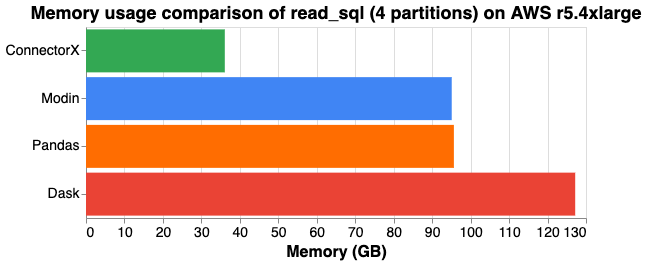 Memory usage comparison of read_sql (4 partitions) on AWS r5.4xlarge
ConnectorX
Modin
Pandas
Dask
0 10 20 30 40 50 60 70 80 90 100 110 120 130
Memory (GB)